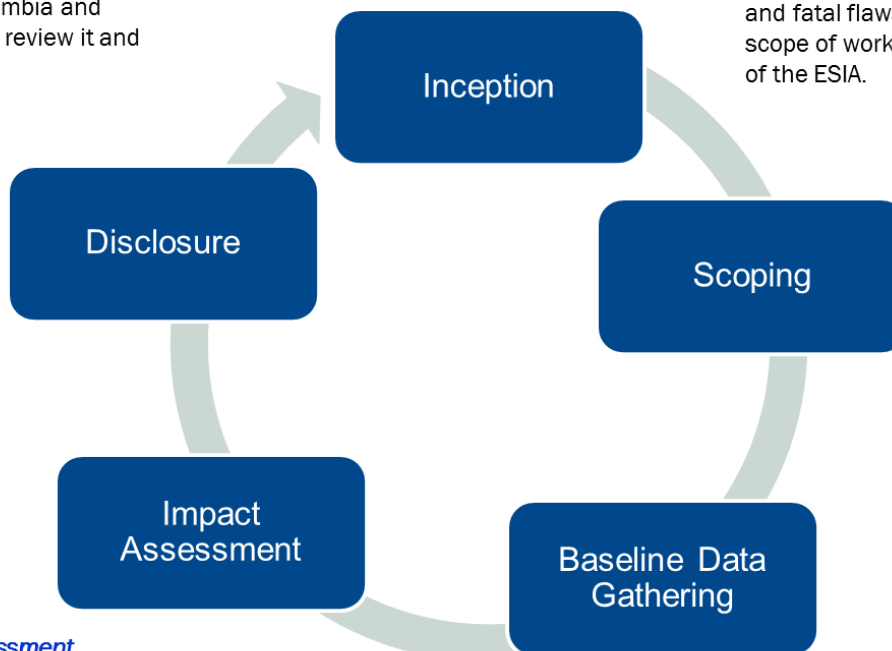 mbia and
review it and
and fatal flaw
scope of work
of the ESIA.
Inception
Disclosure
Scoping
Impact
Assessment
Baseline Data
Gathering
ssment